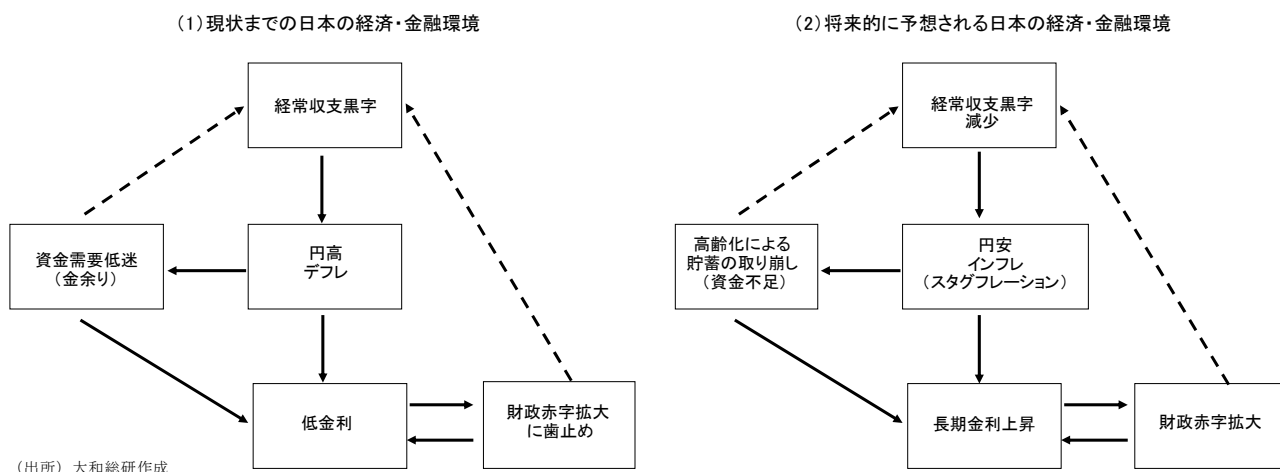 (1)現状までの日本の経済・金融環境
経常収支黒字
資金需要低迷
(金余り)
円高
デフレ
低金利
財政赤字拡大
に歯止め
(2)将来的に予想される日本の経済・金融環境
経常収支黒字
減少
高齢化による
貯蓄の取り崩し
(資金不足)
円安
インフレ
(スタグフレーション)
長期金利上昇
財政赤字拡大
(出所) 大和総研作成